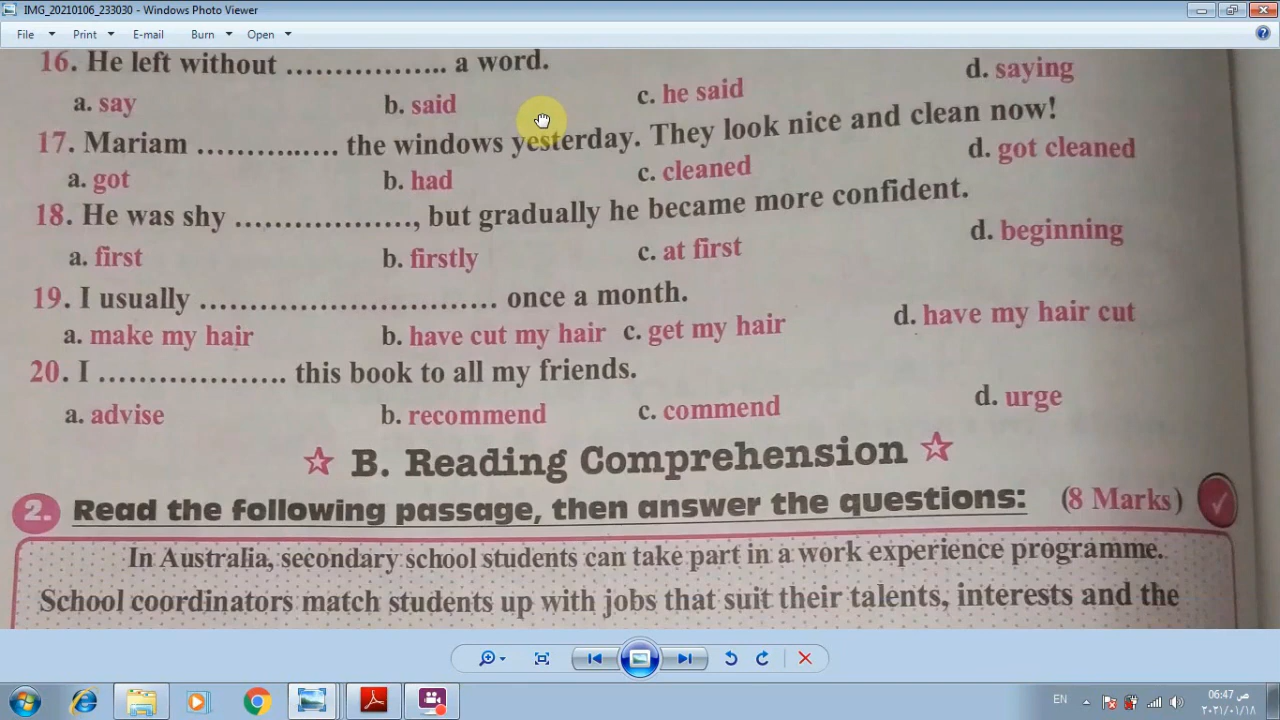 IMG_20210106_233030 - Windows Photo Viewer
File Print E-mail Burn Open
16. He left without ……………….. a word.
a. say b. said c. he said d. saying
17. Mariam ………..…… the windows yesterday. They look nice and clean now!
a. got b. had c. cleaned d. got cleaned
18. He was shy …………………, but gradually he became more confident.
a. first b. firstly c. at first d. beginning
19. I usually …………………………… once a month.
a. make my hair b. have cut my hair c. get my hair d. have my hair cut
20. I …………………. this book to all my friends.
a. advise b. recommend c. commend d. urge
B. Reading Comprehension
2. Read the following passage, then answer the questions: (8 Marks)
In Australia, secondary school students can take part in a work experience programme.
School coordinators match students up with jobs that suit their talents, interests and the
EN
06:47 ص
٢٠٢١/٠١/١٨